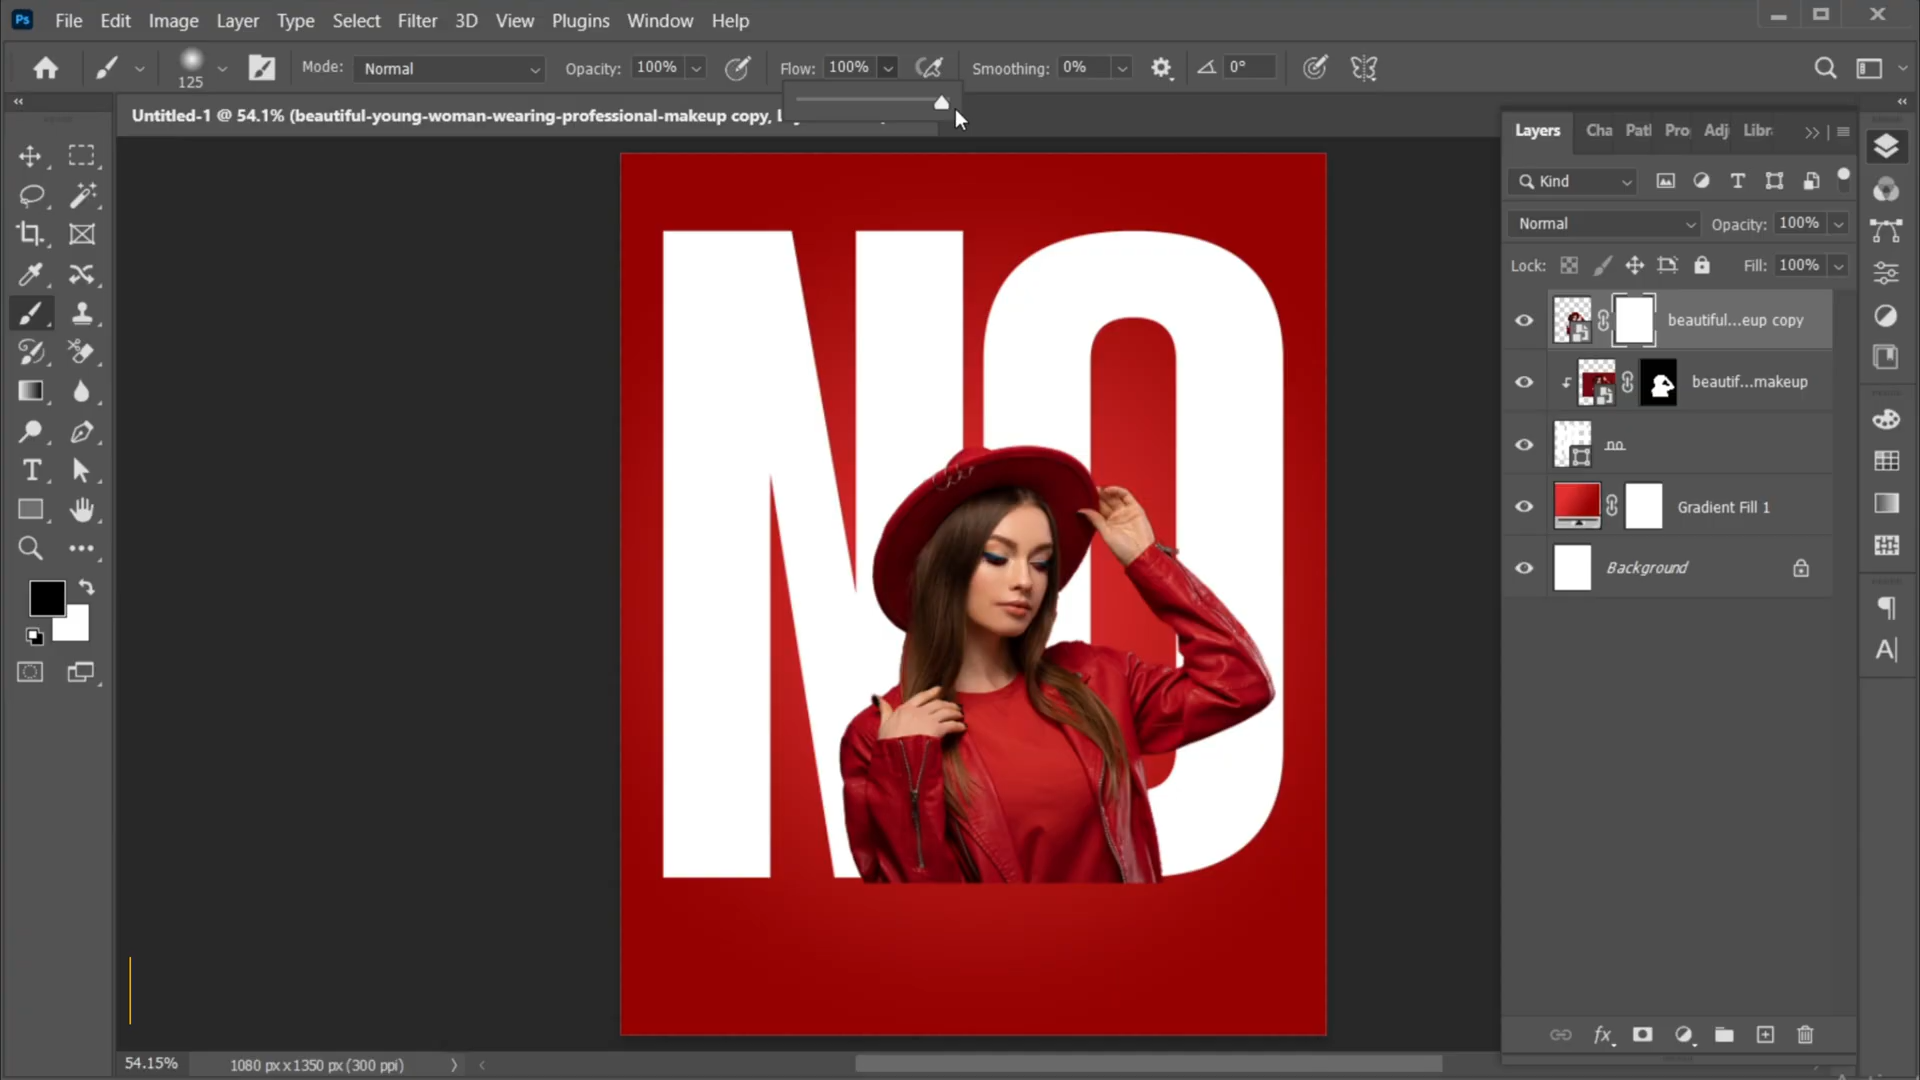 Ps File Edit Image Layer Type Select Filter 3D View Plugins Window Help
125 Mode: Normal Opacity: 100% Flow: 100% Smoothing: 0% 0°
Untitled-1 @ 54.1% (beautiful-young-woman-wearing-professional-makeup copy,
NO
Layers Cha Patl Pro Adj Libr
Kind
Normal Opacity: 100%
Lock: Fill: 100%
beautiful...eup copy
beautif...makeup
no
Gradient Fill 1
Background
54.15% 1080 px x 1350 px (300 ppi)